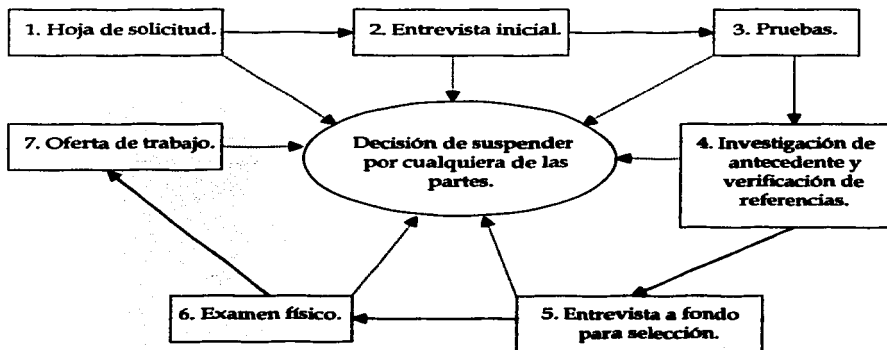 1. Hoja de solicitud.
2. Entrevista inicial.
3. Pruebas.
7. Oferta de trabajo.
Decisión de suspender
por cualquiera de las
partes.
4. Investigación de
antecedente y
verificación de
referencias.
6. Examen físico.
5. Entrevista a fondo
para selección.